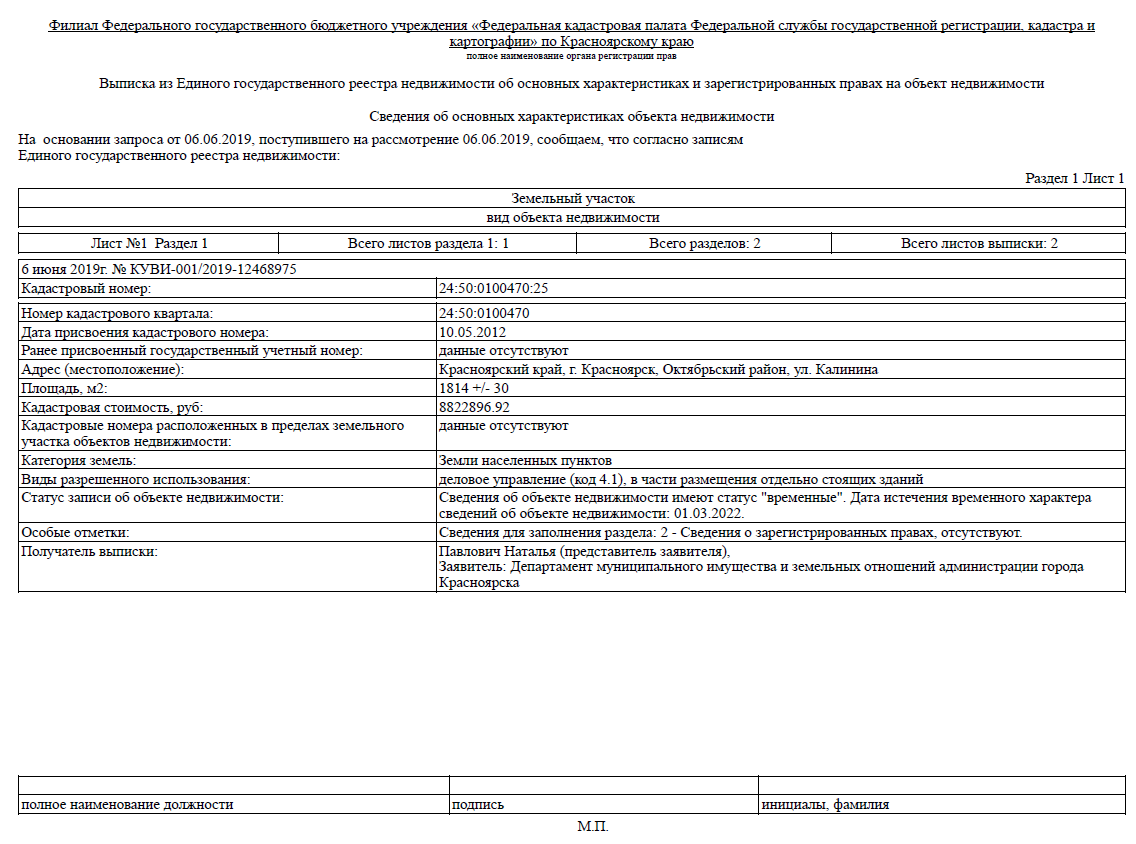 Филиал Федерального государственного бюджетного учреждения «Федеральная кадастровая палата Федеральной службы государственной регистрации, кадастра и
картографии» по Красноярскому краю
полное наименование органа регистрации прав
Выписка из Единого государственного реестра недвижимости об основных характеристиках и зарегистрированных правах на объект недвижимости
Сведения об основных характеристиках объекта недвижимости
На основании запроса от 06.06.2019, поступившего на рассмотрение 06.06.2019, сообщаем, что согласно записям
Единого государственного реестра недвижимости:
Раздел 1 Лист 1
Земельный участок
вид объекта недвижимости
Лист №1 Раздел 1 Всего листов раздела 1: 1 Всего разделов: 2 Всего листов выписки: 2
6 июня 2019г. № КУВИ-001/2019-12468975
Кадастровый номер: 24:50:0100470:25
Номер кадастрового квартала: 24:50:0100470
Дата присвоения кадастрового номера: 10.05.2012
Ранее присвоенный государственный учетный номер: данные отсутствуют
Адрес (местоположение): Красноярский край, г. Красноярск, Октябрьский район, ул. Калинина
Площадь, м2: 1814 +/- 30
Кадастровая стоимость, руб: 8822896.92
Кадастровые номера расположенных в пределах земельного данные отсутствуют
участка объектов недвижимости:
Категория земель: Земли населенных пунктов
Виды разрешенного использования: деловое управление (код 4.1), в части размещения отдельно стоящих зданий
Статус записи об объекте недвижимости: Сведения об объекте недвижимости имеют статус "временные". Дата истечения временного характера
сведений об объекте недвижимости: 01.03.2022.
Особые отметки: Сведения для заполнения раздела: 2 - Сведения о зарегистрированных правах, отсутствуют.
Получатель выписки: Павлович Наталья (представитель заявителя),
Заявитель: Департамент муниципального имущества и земельных отношений администрации города
Красноярска
полное наименование должности подпись инициалы, фамилия
М.П.